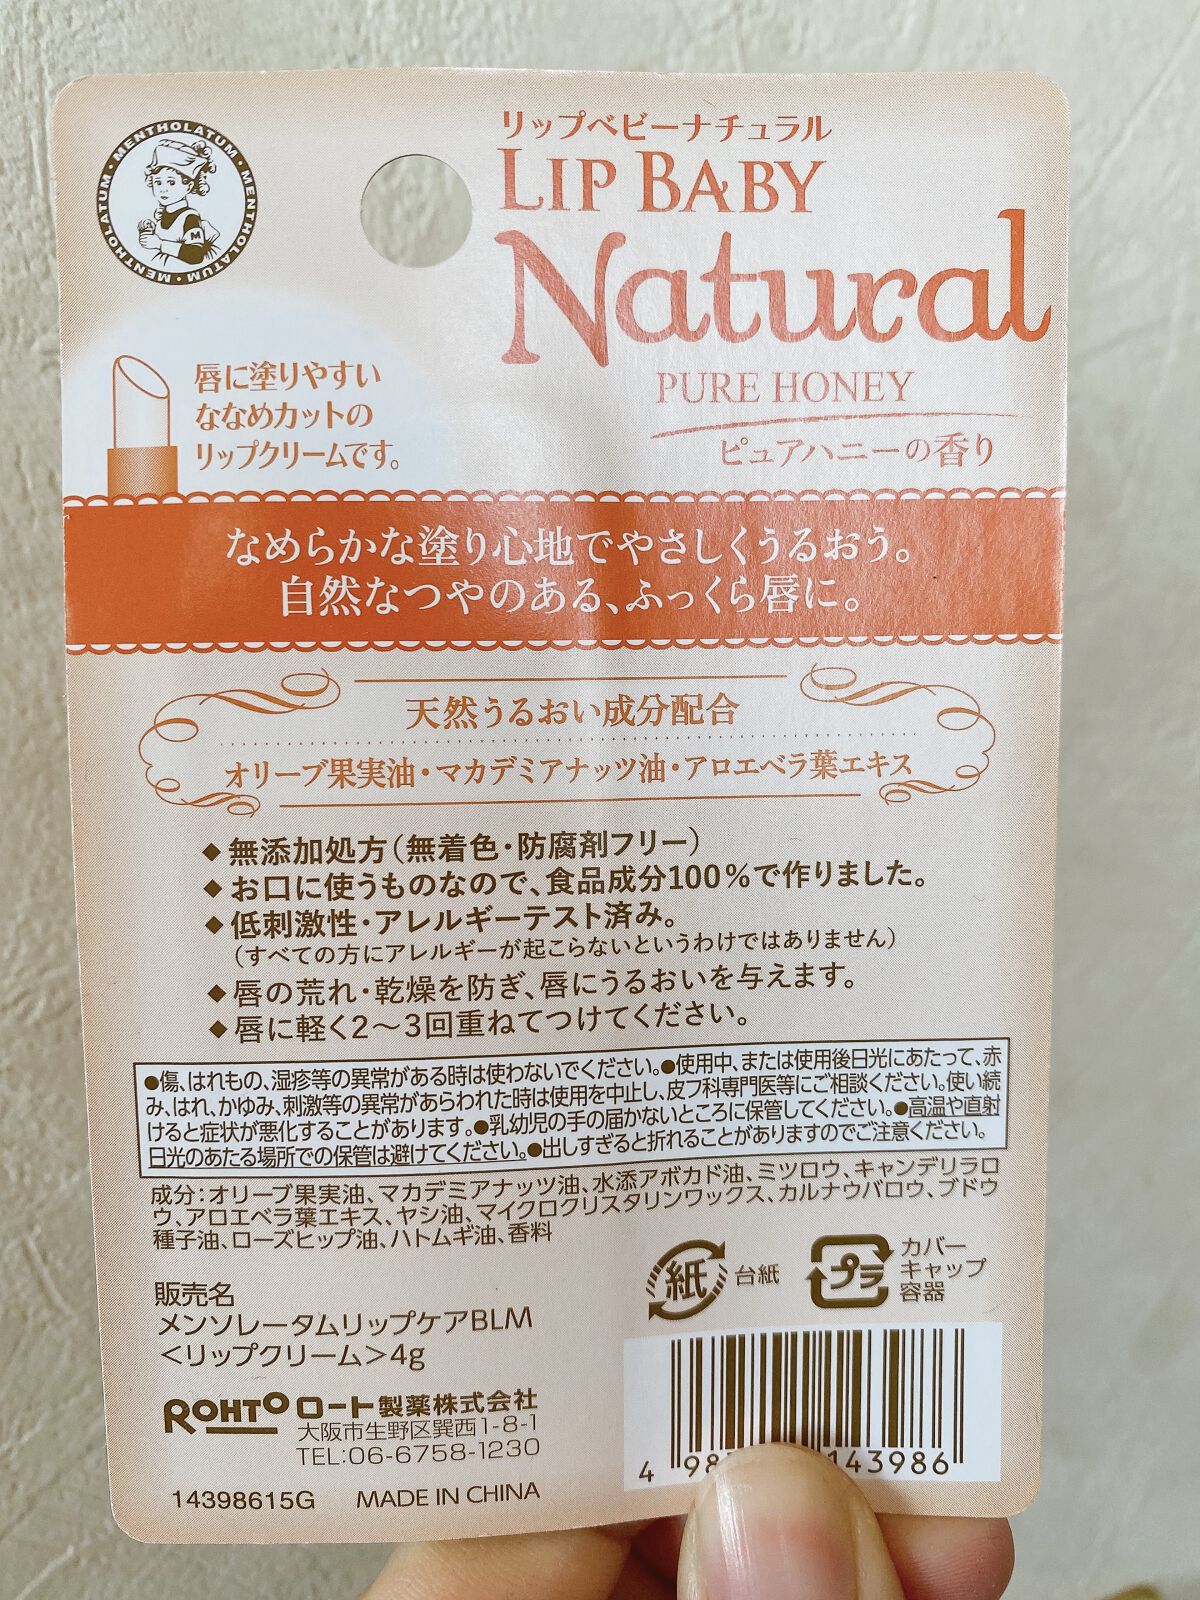 MENTHOLATUM・MENTHOLATUM・MENTHOLATUM・
リップベビーナチュラル
LIP BABY
Natural
PURE HONEY
ピュアハニーの香り
唇に塗りやすい
ななめカットの
リップクリームです。
なめらかな塗り心地でやさしくうるおう。
自然なつやのある、ふっくら唇に。
天然うるおい成分配合
オリーブ果実油・マカデミアナッツ油・アロエベラ葉エキス
◆無添加処方(無着色・防腐剤フリー)
◆お口に使うものなので、食品成分100%で作りました。
◆低刺激性・アレルギーテスト済み。
(すべての方にアレルギーが起こらないというわけではありません)
◆唇の荒れ・乾燥を防ぎ、唇にうるおいを与えます。
◆唇に軽く2〜3回重ねてつけてください。
●傷、はれもの、湿疹等の異常がある時は使わないでください。●使用中、または使用後日光にあたって、赤
み、はれ、かゆみ、刺激等の異常があらわれた時は使用を中止し、皮フ科専門医等にご相談ください。使い続
けると症状が悪化することがあります。●乳幼児の手の届かないところに保管してください。●高温や直射
日光のあたる場所での保管は避けてください。●出しすぎると折れることがありますのでご注意ください。
成分:オリーブ果実油、マカデミアナッツ油、水添アボカド油、ミツロウ、キャンデリラロ
ウ、アロエベラ葉エキス、ヤシ油、マイクロクリスタリンワックス、カルナウバロウ、ブドウ
種子油、ローズヒップ油、ハトムギ油、香料
紙 台紙
プラ カバー
キャップ
容器
販売名
メンソレータムリップケアBLM
<リップクリーム>4g
ROHTO ロート製薬株式会社
大阪市生野区巽西1-8-1
TEL:06-6758-1230
14398615G MADE IN CHINA
4 98 143986